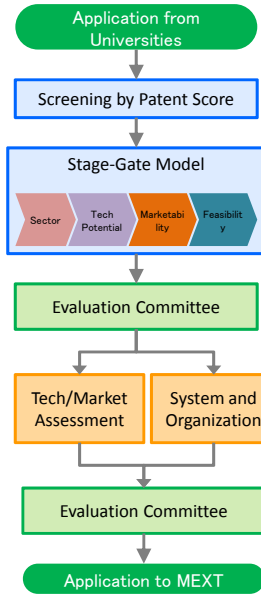 Application from
Universities
Screening by Patent Score
Stage-Gate Model
Sector
Tech
Potential
Marketabi
lity
Feasibilit
y
Evaluation Committee
Tech/Market
Assessment
System and
Organization
Evaluation Committee
Application to MEXT